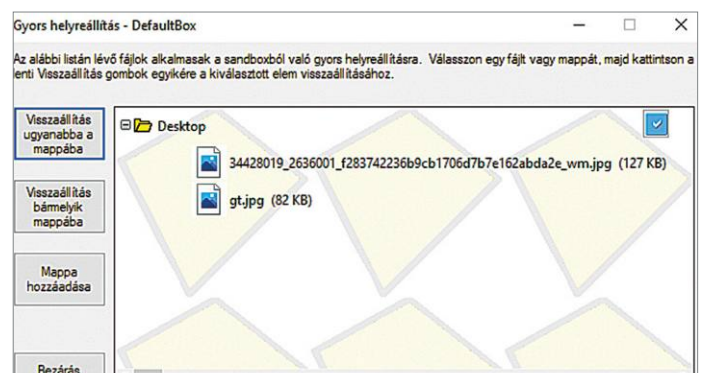 Gyors helyreállítás - DefaultBox
Az alábbi listán lévő fájlok alkalmasak a sandboxból való gyors helyreállításra. Válasszon egy fájlt vagy mappát, majd kattintson a
lenti Visszaállítás gombok egyikére a kiválasztott elem visszaállításához.
Visszaállítás
ugyanabba a
mappába
Desktop
34428019_2636001_f283742236b9cb1706d7b7e162abda2e_wm.jpg (127 KB)
gt.jpg (82 KB)
Visszaállítás
bármelyik
mappába
Mappa
hozzáadása
Bezárás